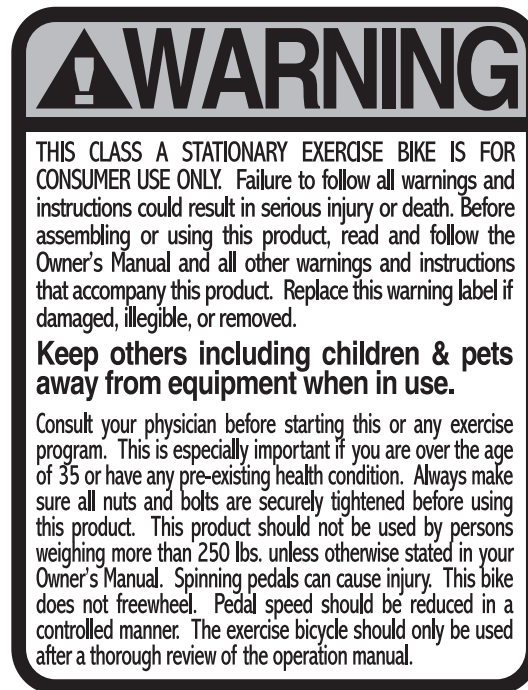 WARNING
THIS CLASS A STATIONARY EXERCISE BIKE IS FOR
CONSUMER USE ONLY. Failure to follow all warnings and
instructions could result in serious injury or death. Before
assembling or using this product, read and follow the
Owner's Manual and all other warnings and instructions
that accompany this product. Replace this warning label if
damaged, illegible, or removed.
Keep others including children & pets
away from equipment when in use.
Consult your physician before starting this or any exercise
program. This is especially important if you are over the age
of 35 or have any pre-existing health condition. Always make
sure all nuts and bolts are securely tightened before using
this product. This product should not be used by persons
weighing more than 250 lbs. unless otherwise stated in your
Owner's Manual. Spinning pedals can cause injury. This bike
does not freewheel. Pedal speed should be reduced in a
controlled manner. The exercise bicycle should only be used
after a thorough review of the operation manual.